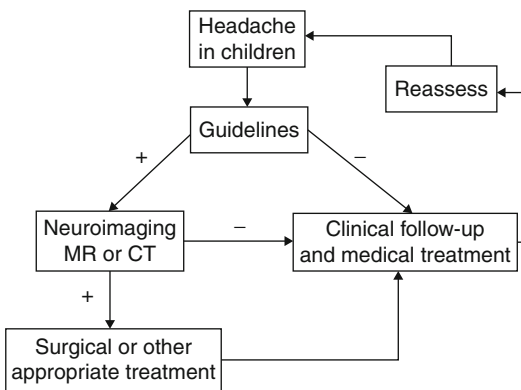 Headache
in children
Reassess
Guidelines
+
–
Neuroimaging
MR or CT
–
Clinical follow-up
and medical treatment
+
Surgical or other
appropriate treatment